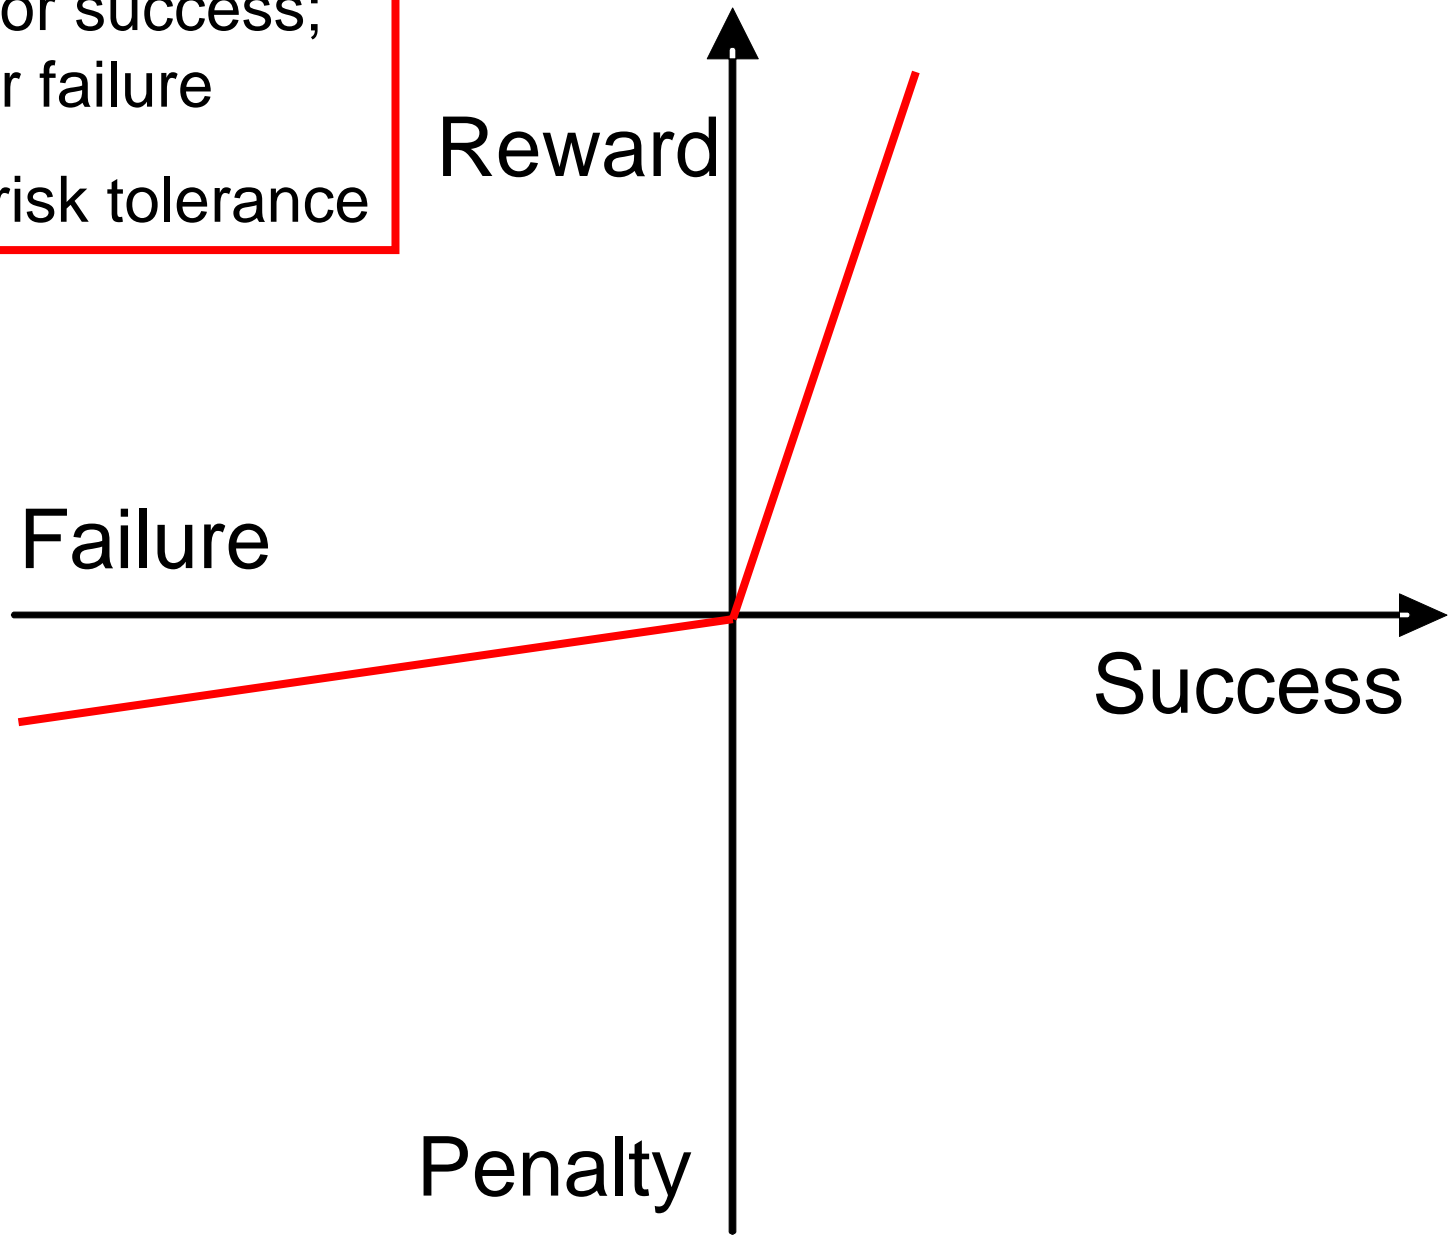 or success;
r failure
risk tolerance
Reward
Failure
Success
Penalty